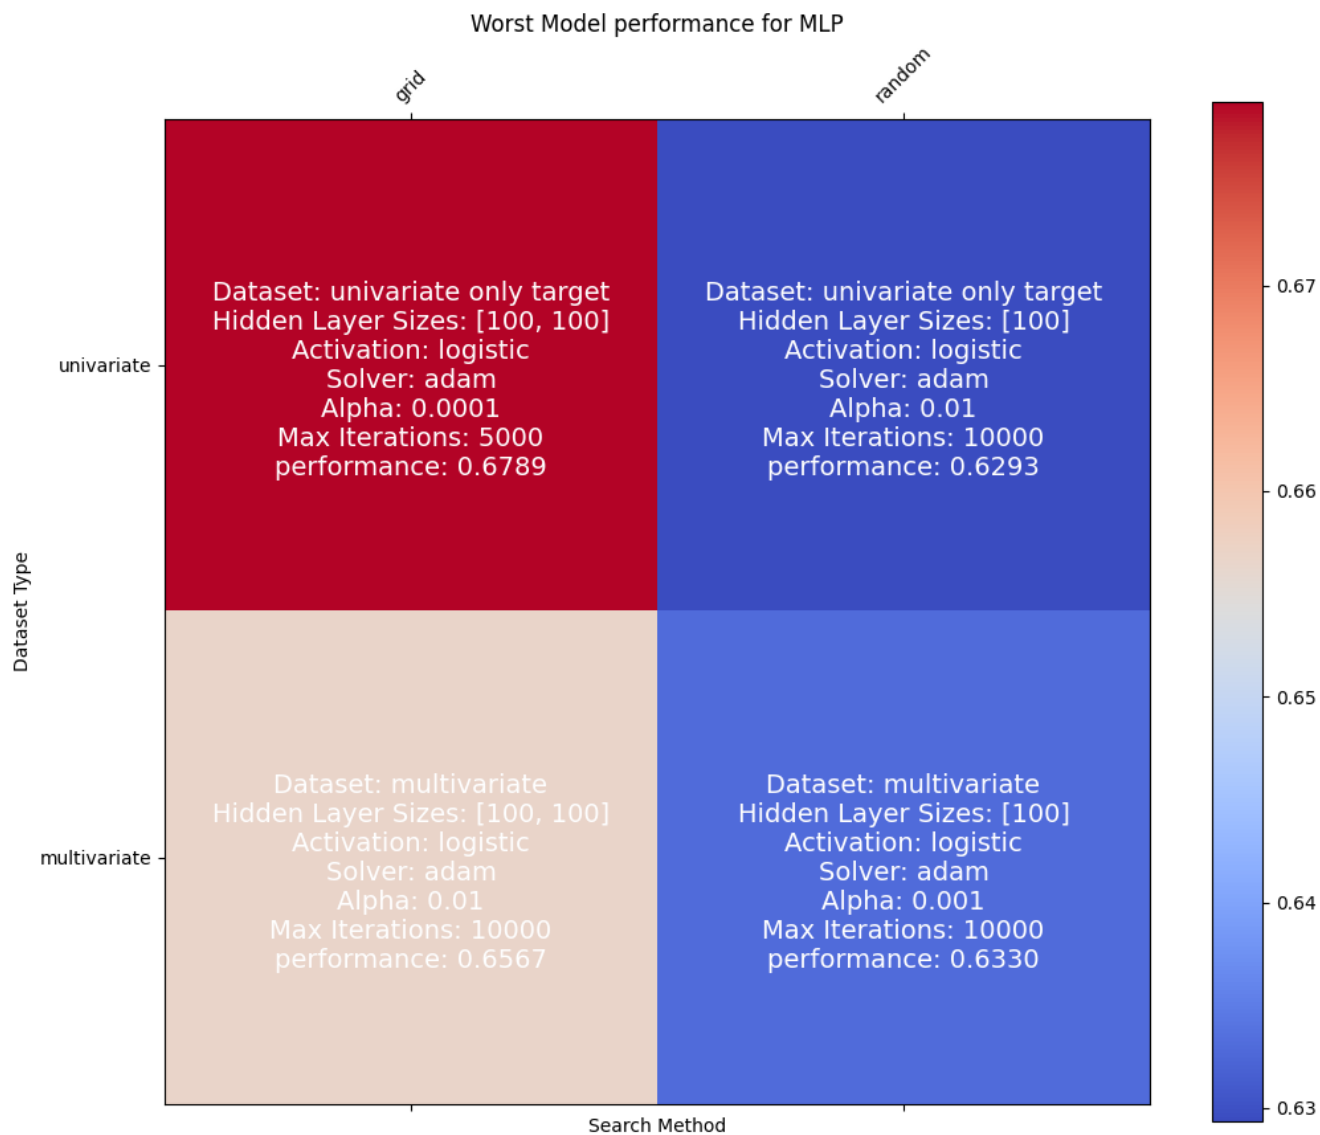 Worst Model performance for MLP
grid
random
Dataset: univariate only target
Hidden Layer Sizes: [100, 100]
Activation: logistic
Solver: adam
Alpha: 0.0001
Max Iterations: 5000
performance: 0.6789
Dataset: univariate only target
Hidden Layer Sizes: [100]
Activation: logistic
Solver: adam
Alpha: 0.01
Max Iterations: 10000
performance: 0.6293
univariate
Dataset Type
multivariate
Dataset: multivariate
Hidden Layer Sizes: [100, 100]
Activation: logistic
Solver: adam
Alpha: 0.01
Max Iterations: 10000
performance: 0.6567
Dataset: multivariate
Hidden Layer Sizes: [100]
Activation: logistic
Solver: adam
Alpha: 0.001
Max Iterations: 10000
performance: 0.6330
Search Method
0.67
0.66
0.65
0.64
0.63